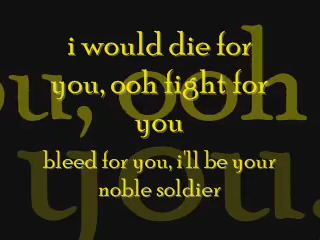 i would die for
you, ooh fight for
you
bleed for you, i'll be your
noble soldier